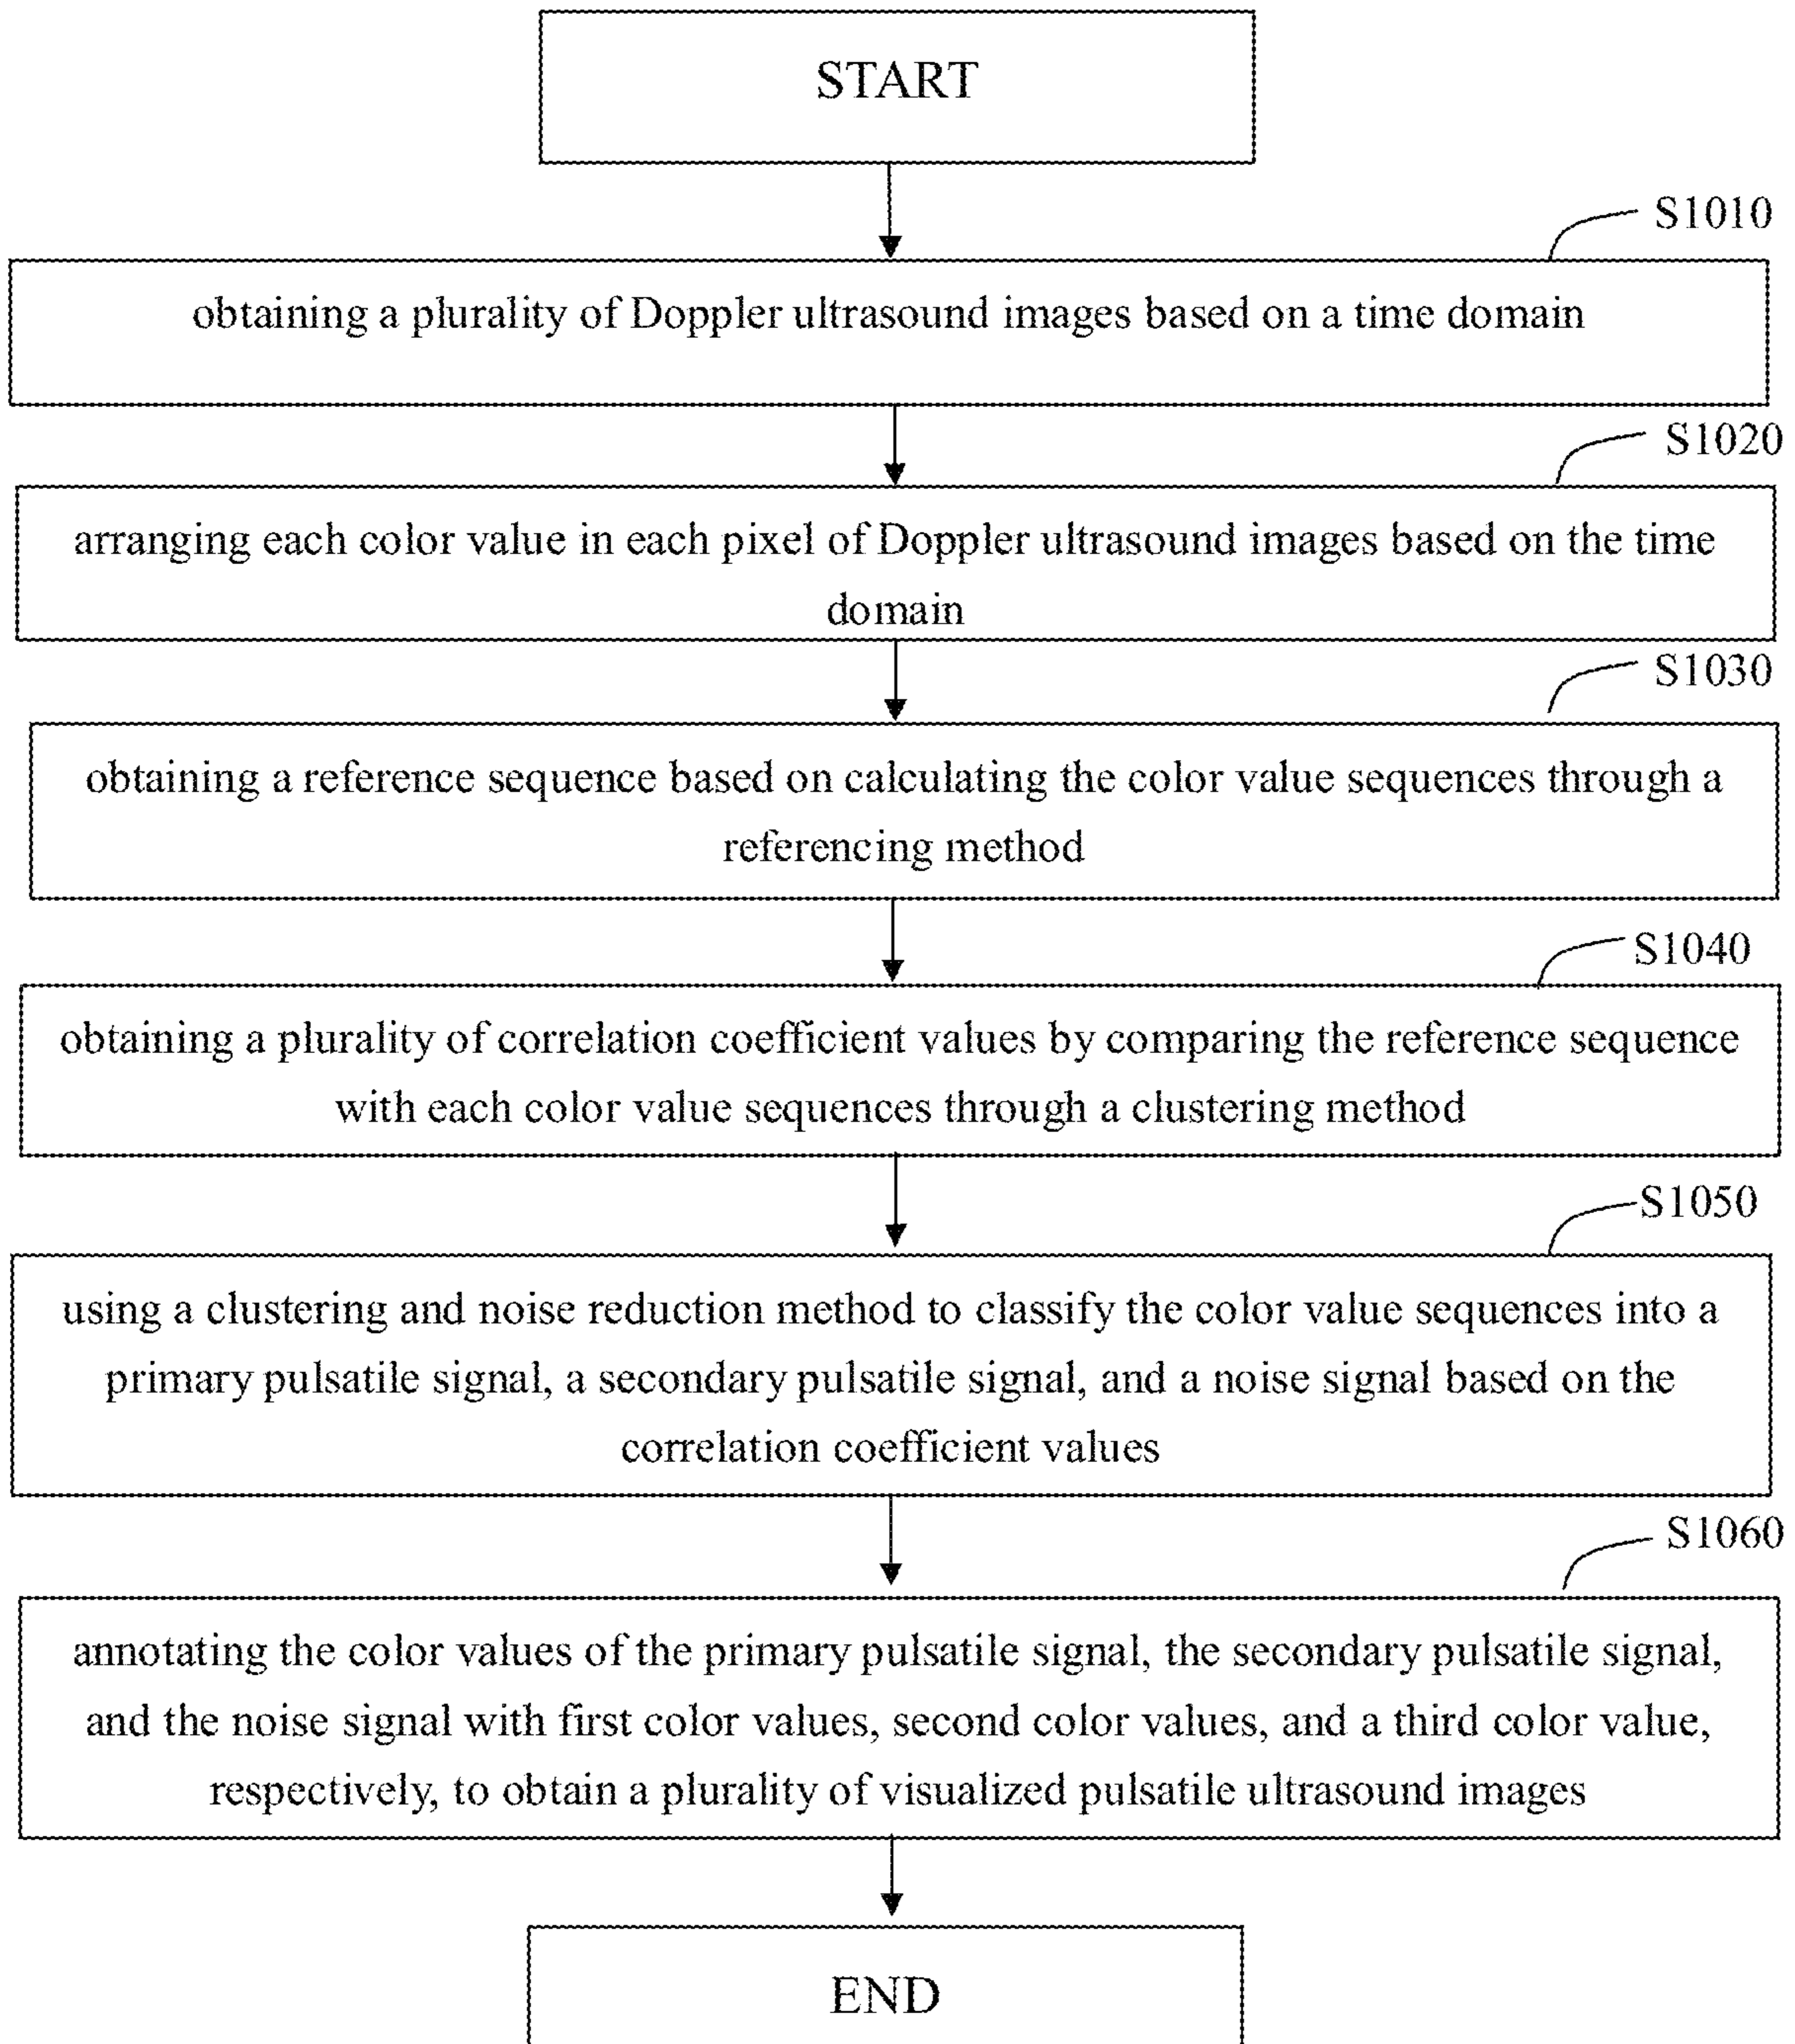 START
S1010
obtaining a plurality of Doppler ultrasound images based on a time domain
S1020
arranging each color value in each pixel of Doppler ultrasound images based on the time
domain
S1030
obtaining a reference sequence based on calculating the color value sequences through a
referencing method
S1040
obtaining a plurality of correlation coefficient values by comparing the reference sequence
with each color value sequences through a clustering method
S1050
using a clustering and noise reduction method to classify the color value sequences into a
primary pulsatile signal, a secondary pulsatile signal, and a noise signal based on the
correlation coefficient values
S1060
annotating the color values of the primary pulsatile signal, the secondary pulsatile signal,
and the noise signal with first color values, second color values, and a third color value,
respectively, to obtain a plurality of visualized pulsatile ultrasound images
END